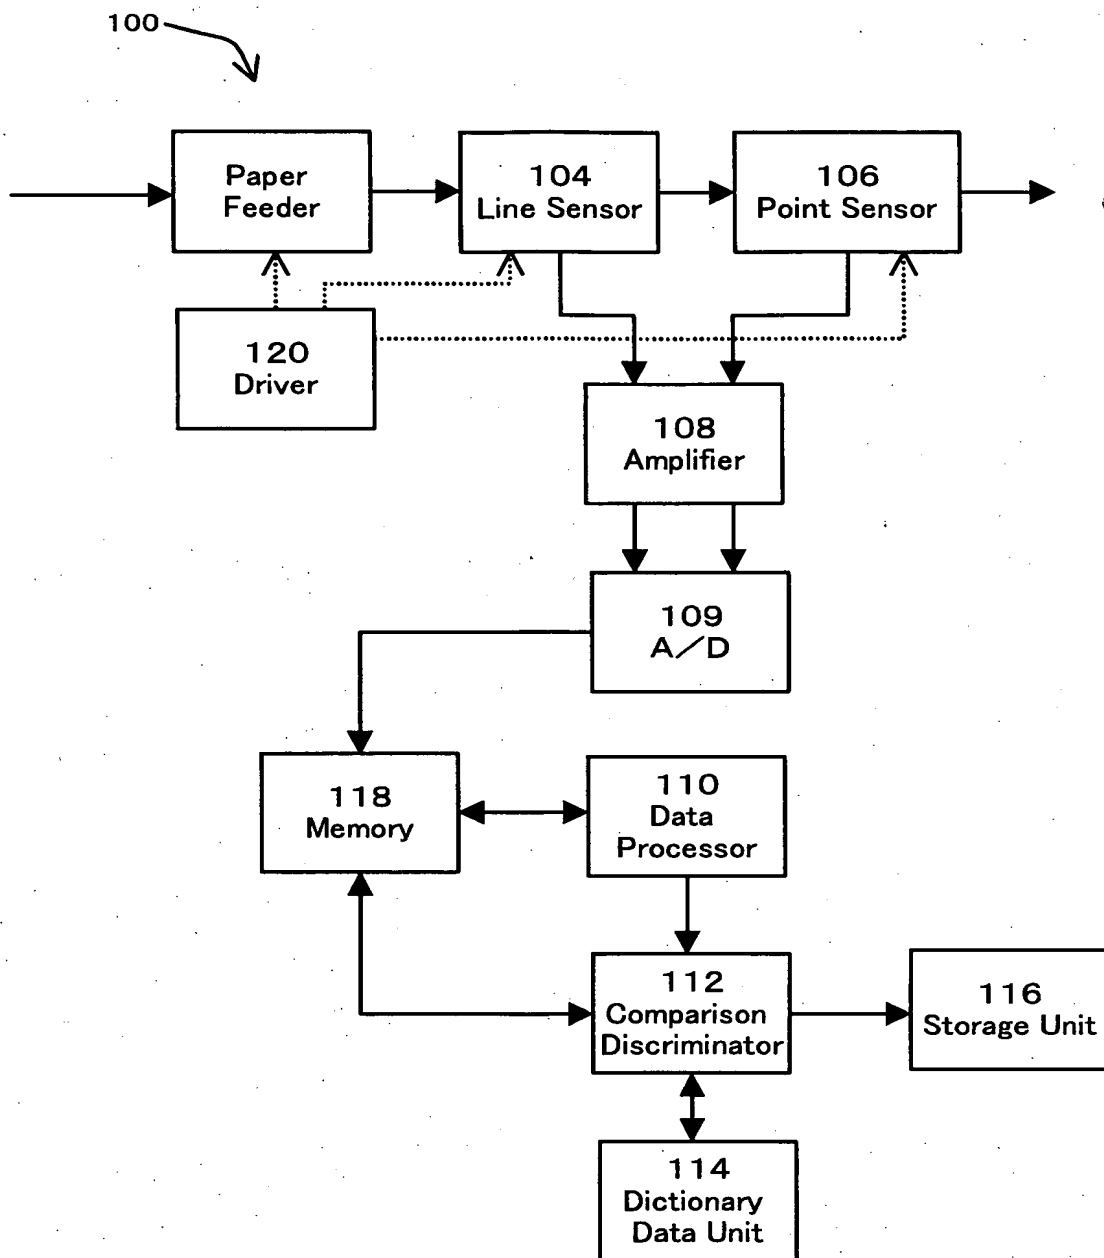 100
Paper
Feeder
104
Line Sensor
106
Point Sensor
120
Driver
108
Amplifier
109
A/D
118
Memory
110
Data
Processor
112
Comparison
Discriminator
116
Storage Unit
114
Dictionary
Data Unit